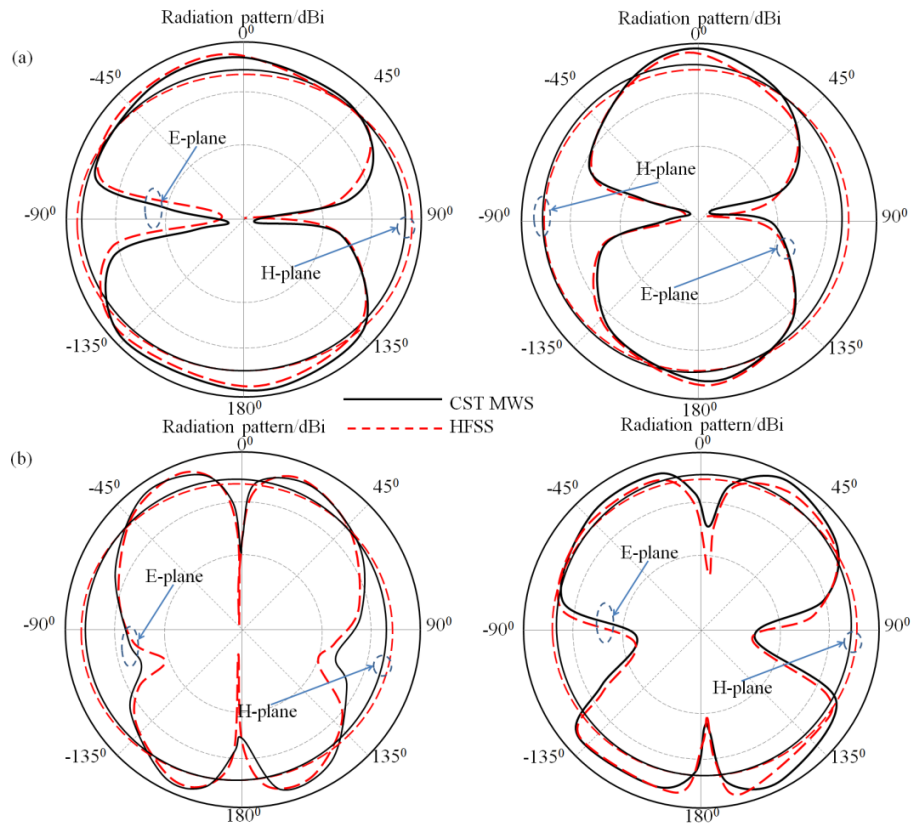 Radiation pattern/dBi Radiation pattern/dBi
(a) 0⁰ 0⁰
-45⁰ 45⁰ -45⁰ 45⁰
E-plane H-plane
-90⁰ 90⁰ -90⁰ 90⁰
H-plane E-plane
-135⁰ 135⁰ -135⁰ 135⁰
180⁰ 180⁰
CST MWS
HFSS
Radiation pattern/dBi Radiation pattern/dBi
(b) 0⁰ 0⁰
-45⁰ 45⁰ -45⁰ 45⁰
E-plane E-plane
-90⁰ 90⁰ -90⁰ 90⁰
H-plane H-plane
-135⁰ 135⁰ -135⁰ 135⁰
180⁰ 180⁰